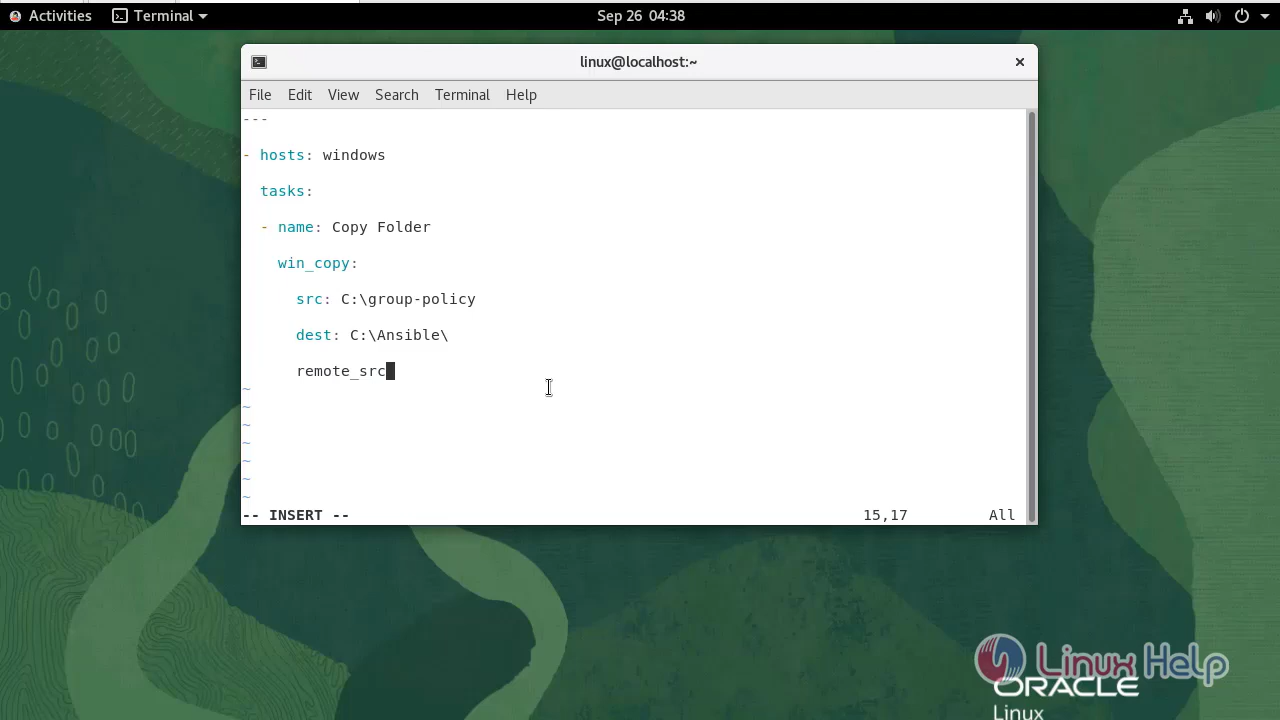 Activities Terminal Sep 26 04:38
linux@localhost:~
File Edit View Search Terminal Help
---
- hosts: windows
tasks:
- name: Copy Folder
win_copy:
src: C:\group-policy
dest: C:\Ansible\
remote_src
~
~
~
~
~
~
~
-- INSERT -- 15,17 All
Linux Help
ORACLE
Linux